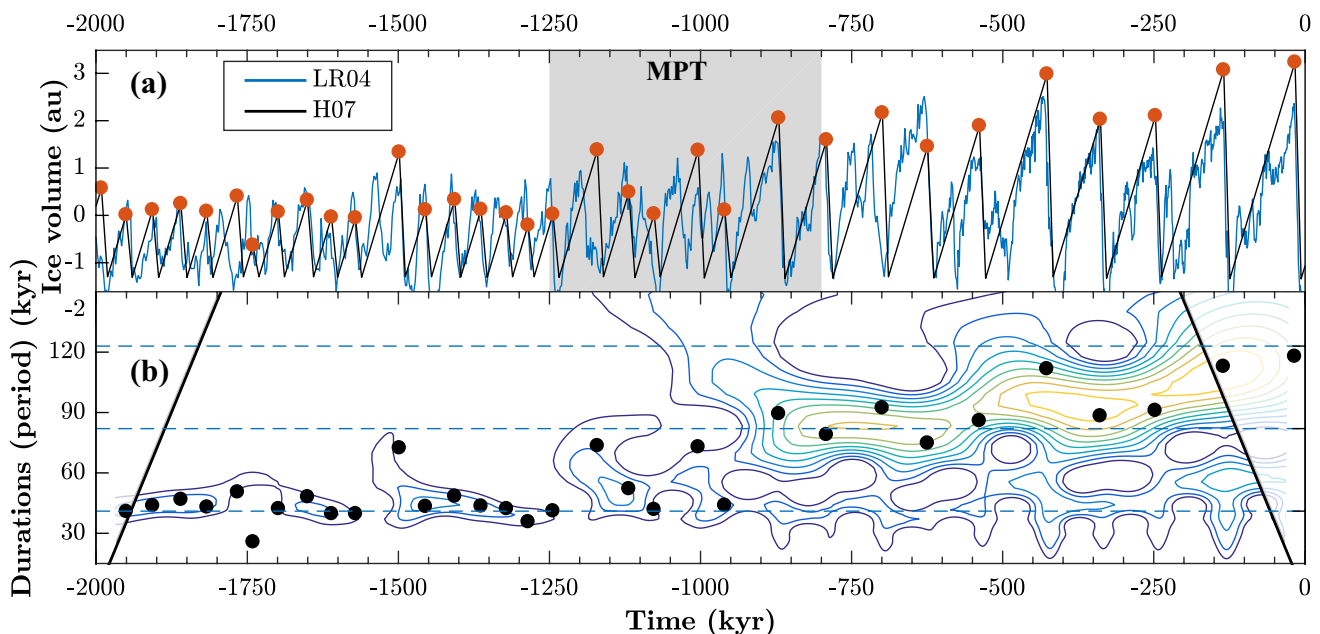 -2000 -1750 -1500 -1250 -1000 -750 -500 -250 0
(a)
LR04
H07
MPT
Ice volume (au)
3
2
1
0
-1
-2
(b)
Durations (period) (kyr)
120
90
60
30
-2000 -1750 -1500 -1250 -1000 -750 -500 -250 0
Time (kyr)